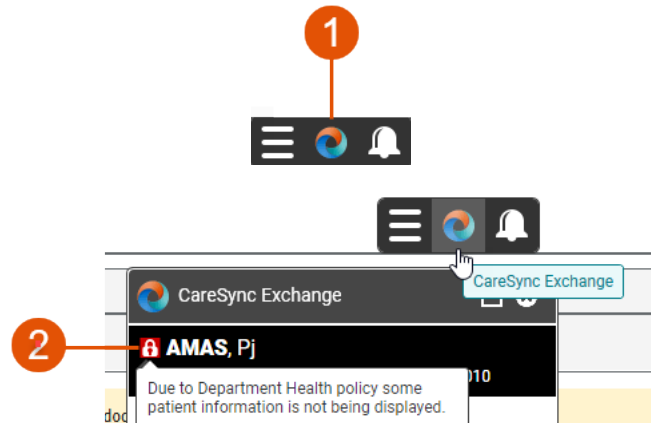 1
CareSync Exchange
CareSync Exchange
2
AMAS, Pj
010
Due to Department Health policy some
patient information is not being displayed.
doc